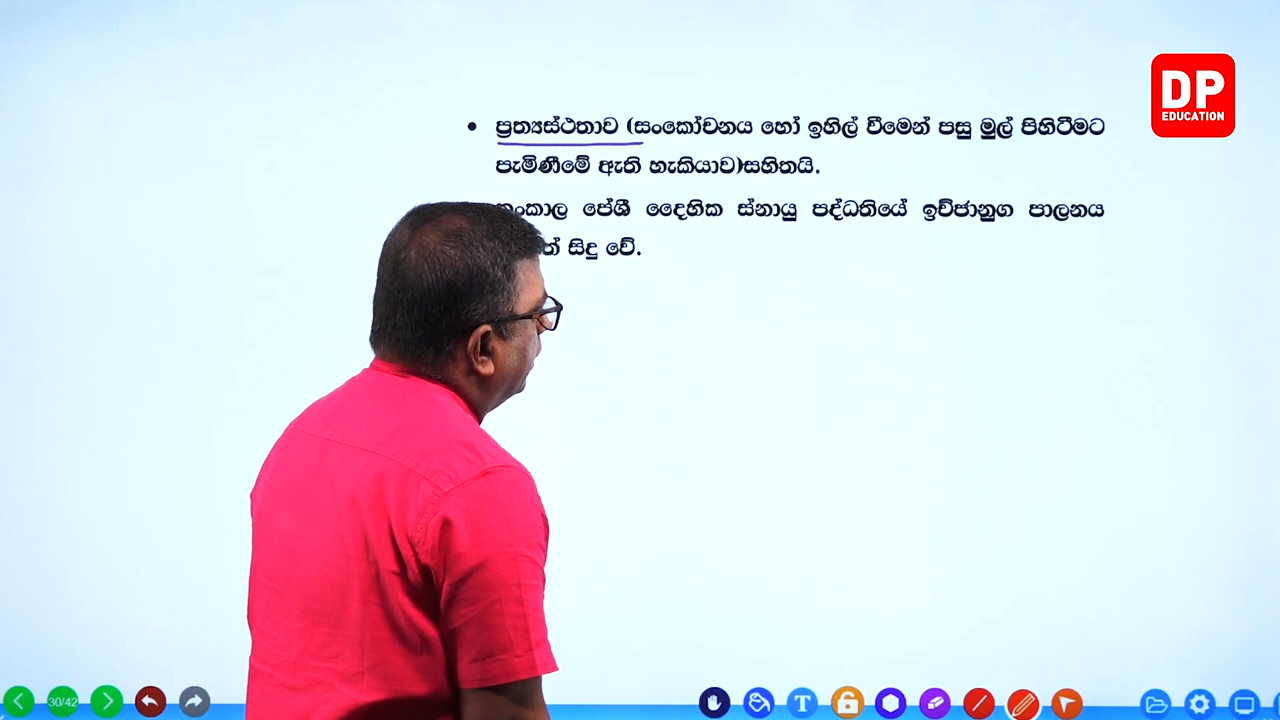 DP
EDUCATION
• ප්‍රත්‍යස්ථතාව (සංකෝචනය හෝ ඉහිල් වීමෙන් පසු මුල් පිහිටීමට
පැමිණීමේ ඇති හැකියාව)සහිතයි.
පේශී දෛහික ස්නායු පද්ධතියේ ඉච්ඡානුග පාලනය
සිදු වේ.
30/42
T